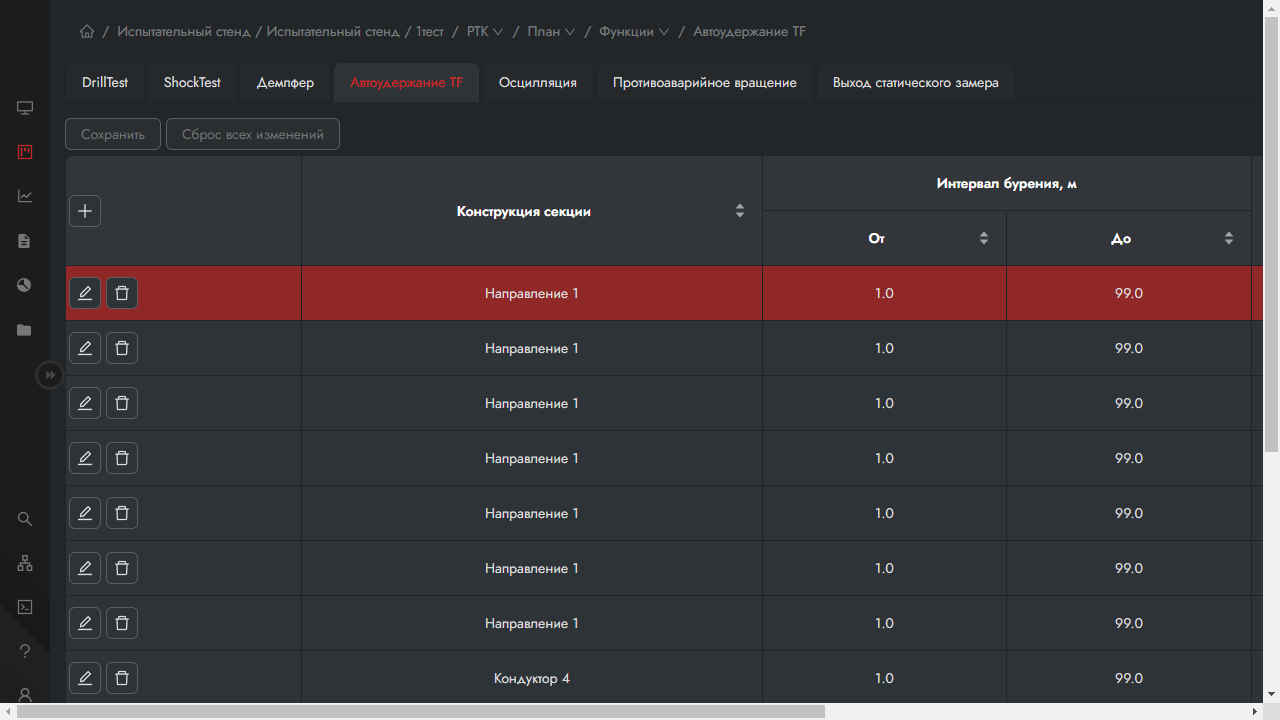 / Испытательный стенд / Испытательный стенд / 1тест / РТК / План / Функции / Автоудержание TF
DrillTest ShockTest Демпфер Автоудержание TF Осцилляция Противоаварийное вращение Выход статического замера
Сохранить Сброс всех изменений
Интервал бурения, м
Конструкция секции
От До
Направление 1 1.0 99.0
Направление 1 1.0 99.0
Направление 1 1.0 99.0
Направление 1 1.0 99.0
Направление 1 1.0 99.0
Направление 1 1.0 99.0
Направление 1 1.0 99.0
Кондуктор 4 1.0 99.0